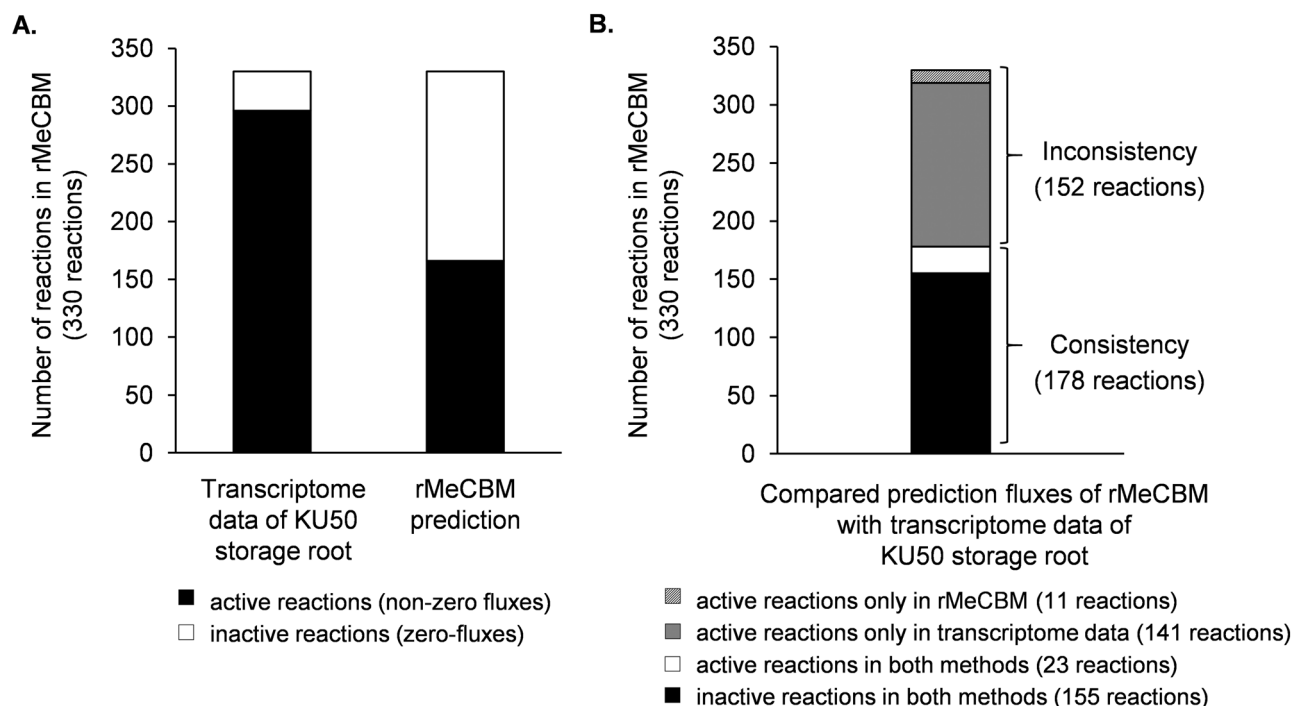 A.
Number of reactions in rMeCBM
(330 reactions)
350
300
250
200
150
100
50
0
Transcriptome
data of KU50
storage root
rMeCBM
prediction
active reactions (non-zero fluxes)
inactive reactions (zero-fluxes)
B.
Number of reactions in rMeCBM
(330 reactions)
350
300
250
200
150
100
50
0
Inconsistency
(152 reactions)
Consistency
(178 reactions)
Compared prediction fluxes of rMeCBM
with transcriptome data of
KU50 storage root
active reactions only in rMeCBM (11 reactions)
active reactions only in transcriptome data (141 reactions)
active reactions in both methods (23 reactions)
inactive reactions in both methods (155 reactions)